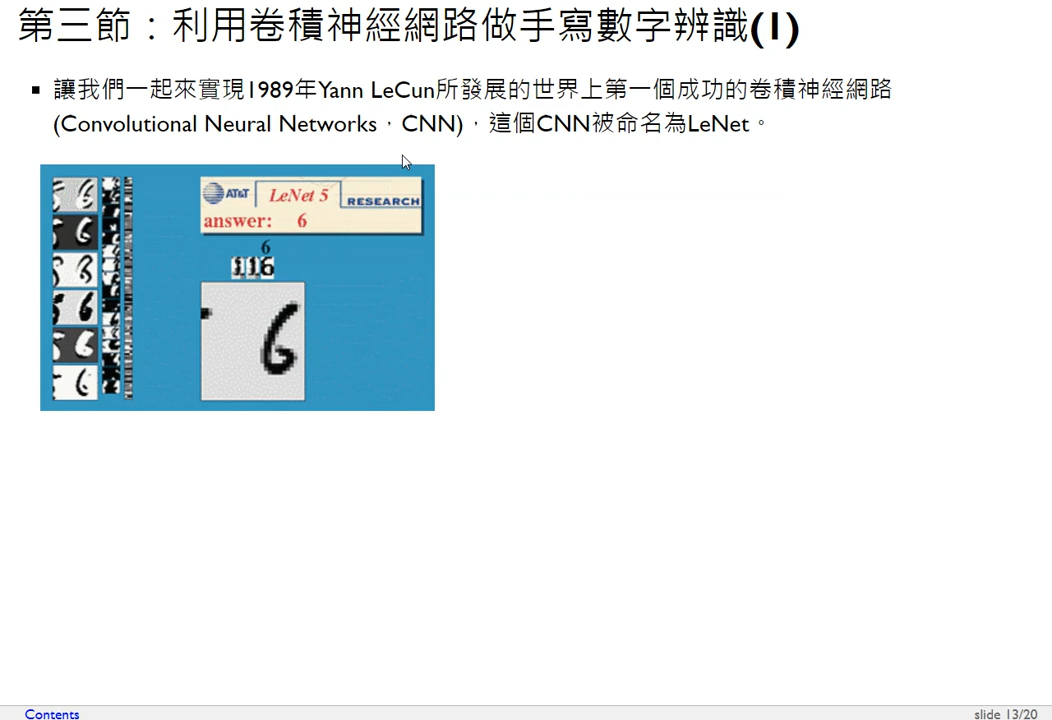 第三節：利用卷積神經網路做手寫數字辨識(1)
▪ 讓我們一起來實現1989年Yann LeCun所發展的世界上第一個成功的卷積神經網路
(Convolutional Neural Networks，CNN)，這個CNN被命名為LeNet。
AT&T LeNet 5 RESEARCH
answer: 6
6
116
6
Contents slide 13/20